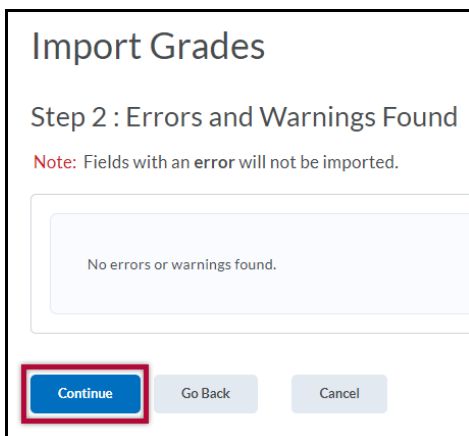 Import Grades
Step 2 : Errors and Warnings Found
Note: Fields with an error will not be imported.
No errors or warnings found.
Continue Go Back Cancel